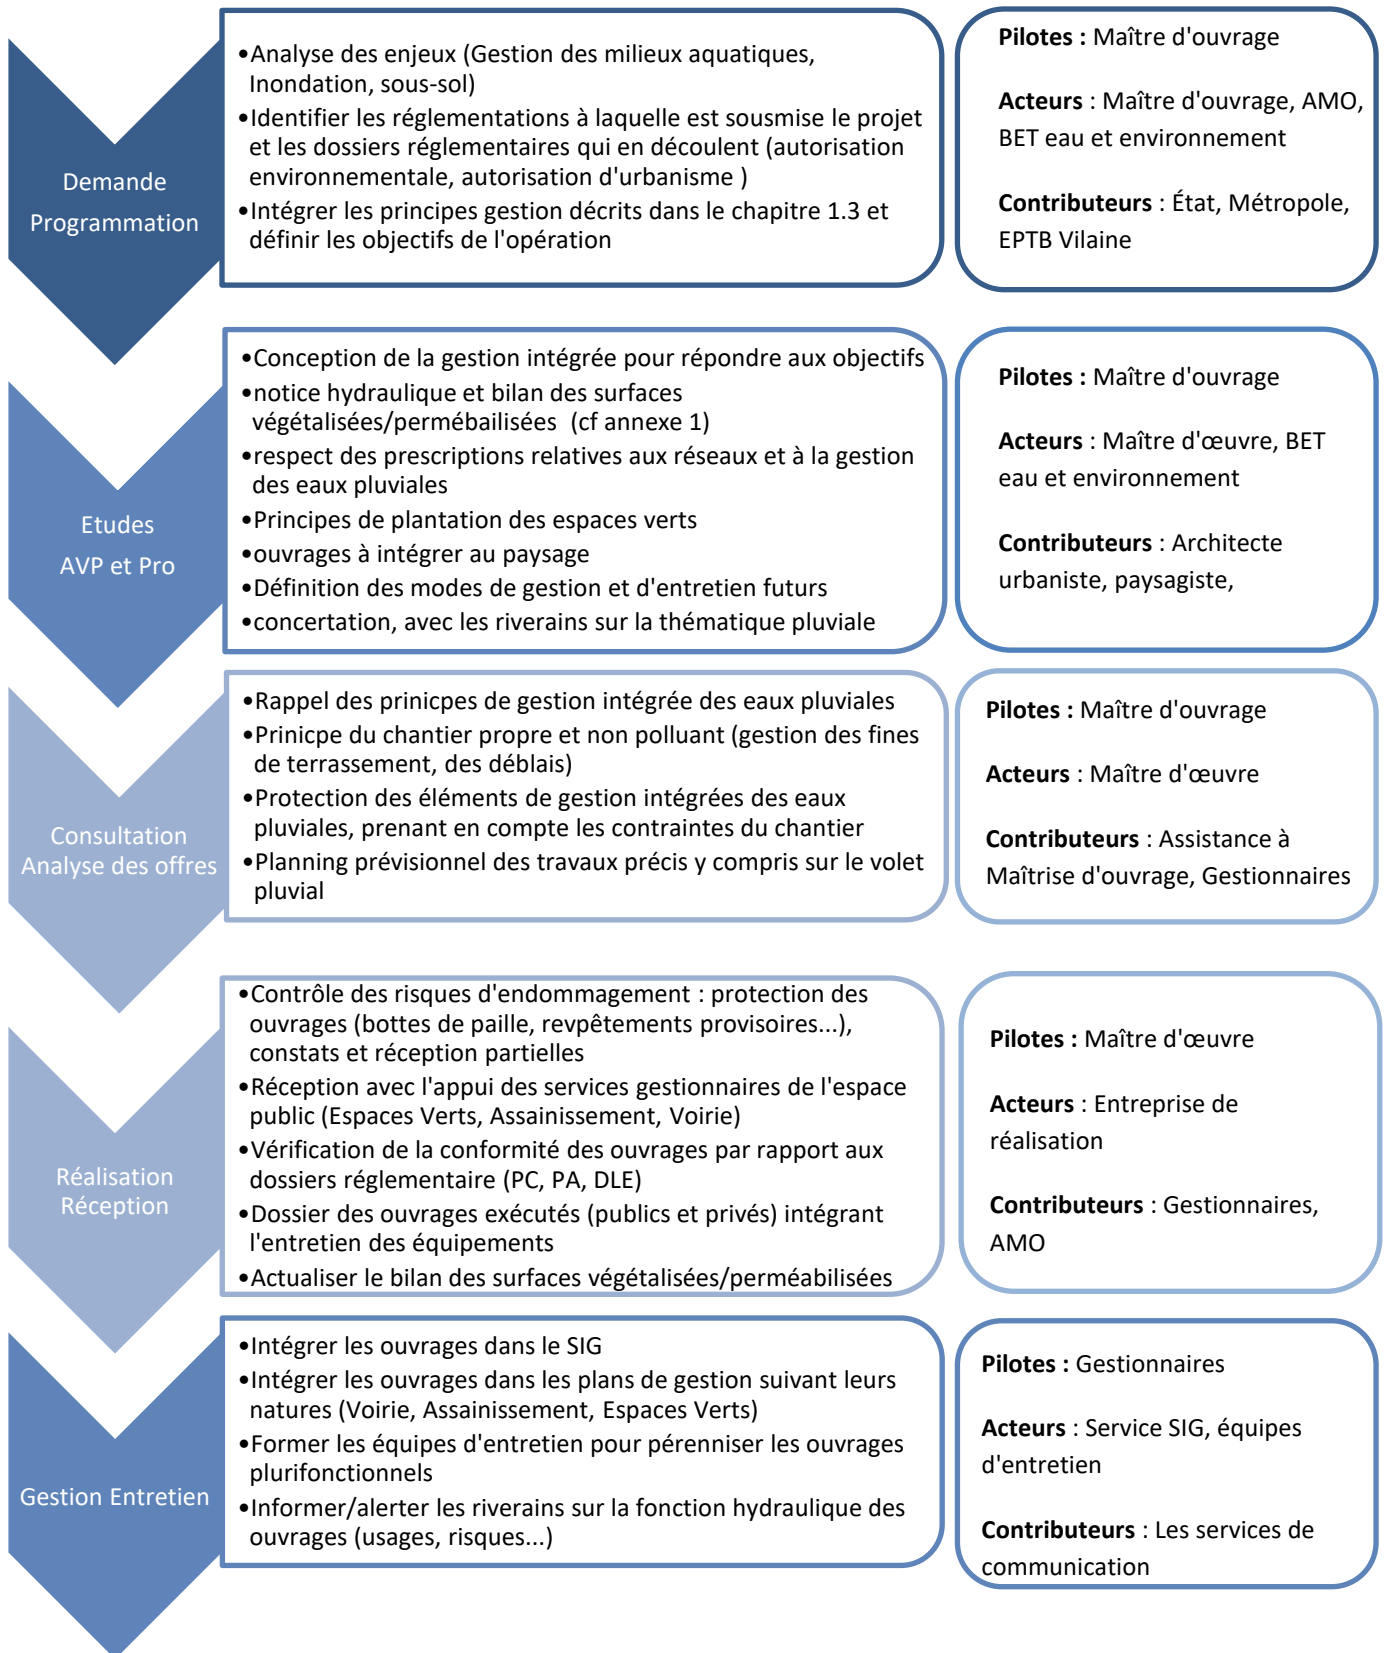 Demande
Programmation
•Analyse des enjeux (Gestion des milieux aquatiques,
Inondation, sous-sol)
•Identifier les réglementations à laquelle est sousmise le projet
et les dossiers réglementaires qui en découlent (autorisation
environnementale, autorisation d'urbanisme )
•Intégrer les principes gestion décrits dans le chapitre 1.3 et
définir les objectifs de l'opération
Pilotes : Maître d'ouvrage
Acteurs : Maître d'ouvrage, AMO,
BET eau et environnement
Contributeurs : État, Métropole,
EPTB Vilaine
Etudes
AVP et Pro
•Conception de la gestion intégrée pour répondre aux objectifs
•notice hydraulique et bilan des surfaces
végétalisées/permébailisées (cf annexe 1)
•respect des prescriptions relatives aux réseaux et à la gestion
des eaux pluviales
•Principes de plantation des espaces verts
•ouvrages à intégrer au paysage
•Définition des modes de gestion et d'entretien futurs
•concertation, avec les riverains sur la thématique pluviale
Pilotes : Maître d'ouvrage
Acteurs : Maître d'œuvre, BET
eau et environnement
Contributeurs : Architecte
urbaniste, paysagiste,
Consultation
Analyse des offres
•Rappel des prinicpes de gestion intégrée des eaux pluviales
•Prinicpe du chantier propre et non polluant (gestion des fines
de terrassement, des déblais)
•Protection des éléments de gestion intégrées des eaux
pluviales, prenant en compte les contraintes du chantier
•Planning prévisionnel des travaux précis y compris sur le volet
pluvial
Pilotes : Maître d'ouvrage
Acteurs : Maître d'œuvre
Contributeurs : Assistance à
Maîtrise d'ouvrage, Gestionnaires
Réalisation
Réception
•Contrôle des risques d'endommagement : protection des
ouvrages (bottes de paille, revpêtements provisoires...),
constats et réception partielles
•Réception avec l'appui des services gestionnaires de l'espace
public (Espaces Verts, Assainissement, Voirie)
•Vérification de la conformité des ouvrages par rapport aux
dossiers réglementaire (PC, PA, DLE)
•Dossier des ouvrages exécutés (publics et privés) intégrant
l'entretien des équipements
•Actualiser le bilan des surfaces végétalisées/perméabilisées
Pilotes : Maître d'œuvre
Acteurs : Entreprise de
réalisation
Contributeurs : Gestionnaires,
AMO
Gestion Entretien
•Intégrer les ouvrages dans le SIG
•Intégrer les ouvrages dans les plans de gestion suivant leurs
natures (Voirie, Assainissement, Espaces Verts)
•Former les équipes d'entretien pour pérenniser les ouvrages
plurifonctionnels
•Informer/alerter les riverains sur la fonction hydraulique des
ouvrages (usages, risques...)
Pilotes : Gestionnaires
Acteurs : Service SIG, équipes
d'entretien
Contributeurs : Les services de
communication